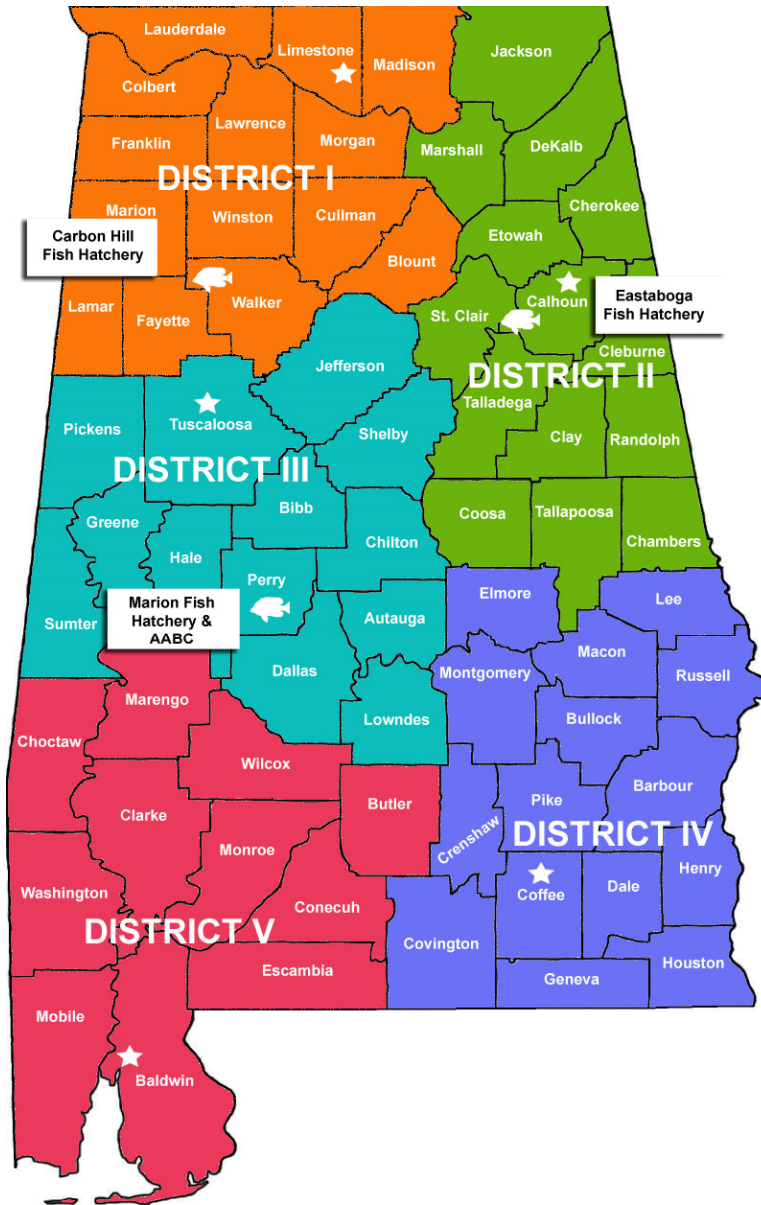 Lauderdale
Limestone
Madison
Jackson
Colbert
Lawrence
Franklin
Morgan
Marshall
DeKalb
DISTRICT I
Marion
Winston
Cullman
Cherokee
Etowah
Carbon Hill
Fish Hatchery
Blount
Lamar
Fayette
Walker
St. Clair
Calhoun
Eastaboga
Fish Hatchery
Cleburne
Jefferson
DISTRICT II
Talladega
Pickens
Tuscaloosa
Shelby
Clay
Randolph
DISTRICT III
Bibb
Greene
Coosa
Tallapoosa
Chambers
Hale
Chilton
Perry
Elmore
Lee
Marion Fish
Hatchery &
AABC
Sumter
Autauga
Macon
Dallas
Montgomery
Russell
Marengo
Lowndes
Bullock
Choctaw
Wilcox
Butler
Barbour
Clarke
Pike
Crenshaw
DISTRICT IV
Monroe
Henry
Washington
Conecuh
Coffee
Dale
DISTRICT V
Covington
Escambia
Geneva
Houston
Mobile
Baldwin